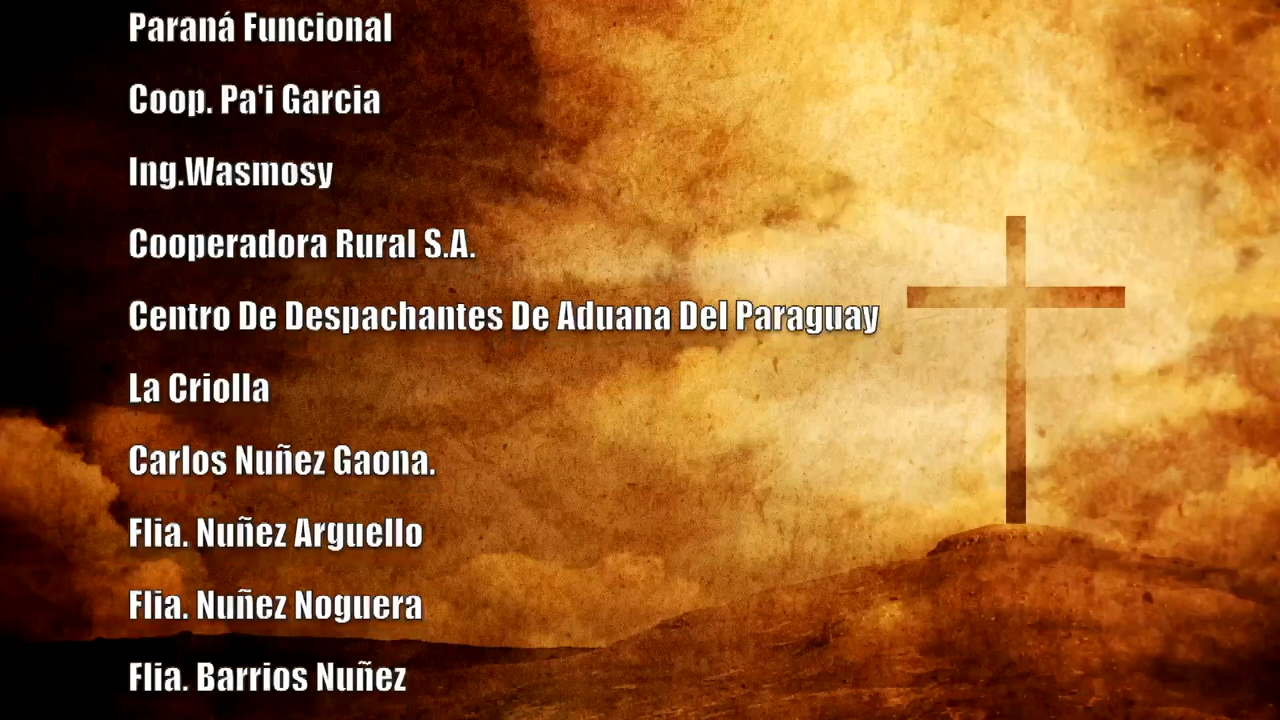 Paraná Funcional
Coop. Pa'i Garcia
Ing.Wasmosy
Cooperadora Rural S.A.
Centro De Despachantes De Aduana Del Paraguay
La Criolla
Carlos Nuñez Gaona.
Flia. Nuñez Arguello
Flia. Nuñez Noguera
Flia. Barrios Nuñez